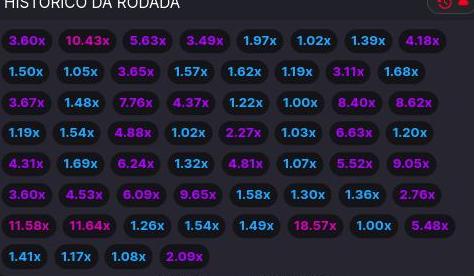 HISTÓRICO DA RODADA
3.60x 10.43x 5.63x 3.49x 1.97x 1.02x 1.39x 4.18x
1.50x 1.05x 3.65x 1.57x 1.62x 1.19x 3.11x 1.68x
3.67x 1.48x 7.76x 4.37x 1.22x 1.00x 8.40x 8.62x
1.19x 1.54x 4.88x 1.02x 2.27x 1.03x 6.63x 1.20x
4.31x 1.69x 6.24x 1.32x 4.81x 1.07x 5.52x 9.05x
3.60x 4.53x 6.09x 9.65x 1.58x 1.30x 1.36x 2.76x
11.58x 11.64x 1.26x 1.54x 1.49x 18.57x 1.00x 5.48x
1.41x 1.17x 1.08x 2.09x